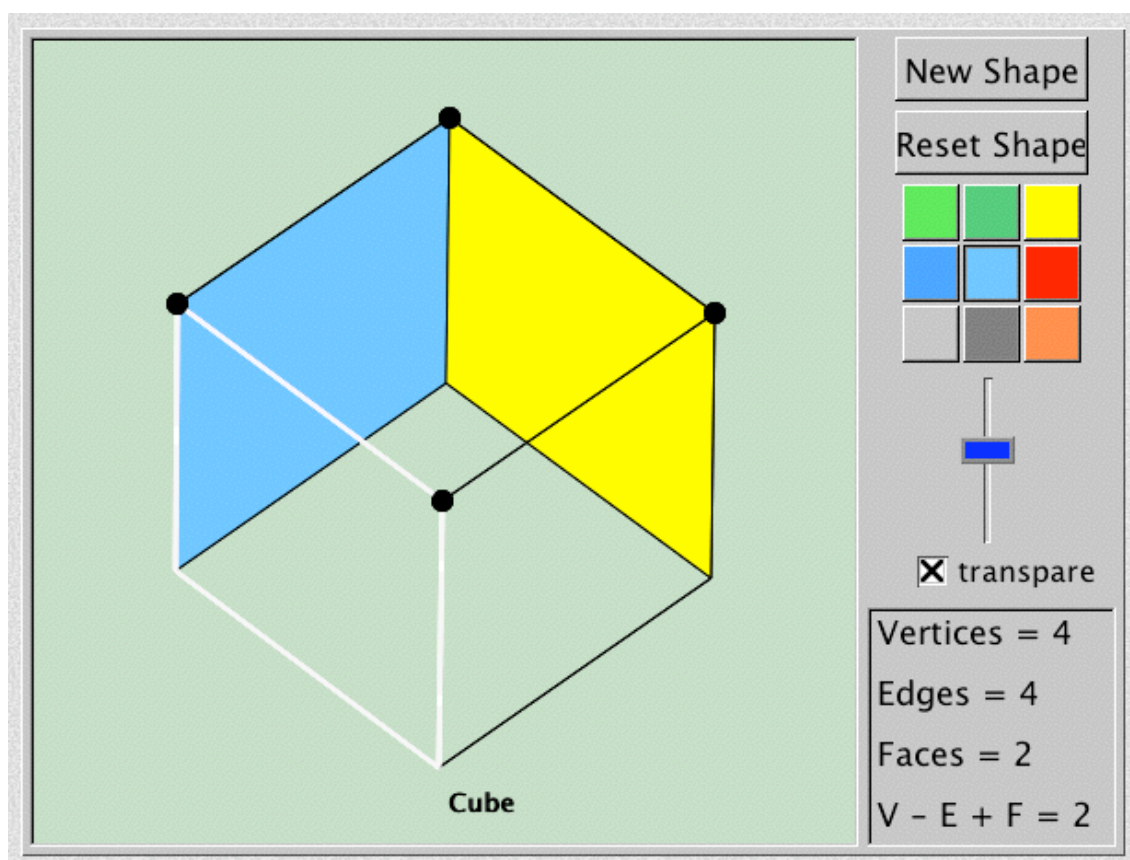 New Shape
Reset Shape
transpare
Vertices = 4
Edges = 4
Faces = 2
V - E + F = 2
Cube